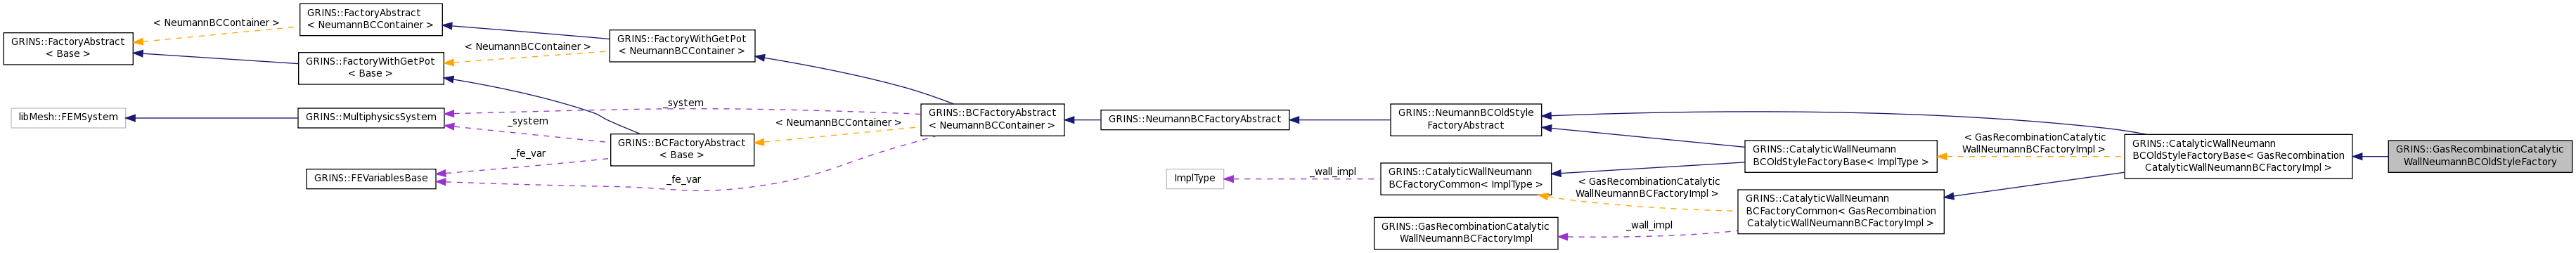 GRINS::FactoryAbstract
< Base >
< NeumannBCContainer >
GRINS::FactoryAbstract
< NeumannBCContainer >
GRINS::FactoryWithGetPot
< Base >
< NeumannBCContainer >
GRINS::FactoryWithGetPot
< NeumannBCContainer >
libMesh::FEMSystem
GRINS::MultiphysicsSystem
_system
_system
GRINS::FEVariablesBase
_fe_var
_fe_var
GRINS::BCFactoryAbstract
< Base >
< NeumannBCContainer >
GRINS::BCFactoryAbstract
< NeumannBCContainer >
GRINS::NeumannBCFactoryAbstract
GRINS::NeumannBCOldStyle
FactoryAbstract
ImplType
_wall_impl
GRINS::CatalyticWallNeumann
BCFactoryCommon< ImplType >
GRINS::GasRecombinationCatalytic
WallNeumannBCFactoryImpl
< GasRecombinationCatalytic
WallNeumannBCFactoryImpl >
_wall_impl
GRINS::CatalyticWallNeumann
BCOldStyleFactoryBase< ImplType >
GRINS::CatalyticWallNeumann
BCFactoryCommon< GasRecombination
CatalyticWallNeumannBCFactoryImpl >
< GasRecombinationCatalytic
WallNeumannBCFactoryImpl >
GRINS::CatalyticWallNeumann
BCOldStyleFactoryBase< GasRecombination
CatalyticWallNeumannBCFactoryImpl >
GRINS::GasRecombinationCatalytic
WallNeumannBCOldStyleFactory